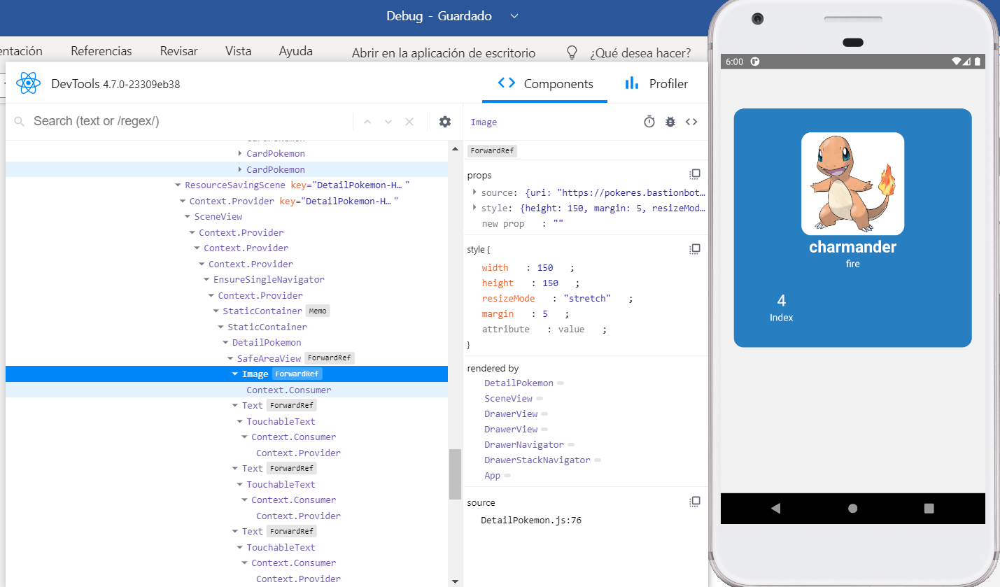 Debug - Guardado
entación Referencias Revisar Vista Ayuda Abrir en la aplicación de escritorio ¿Qué desea hacer?
DevTools 4.7.0-23309eb38
Components
Profiler
Search (text or /regex/)
CardPokemon
CardPokemon
CardPokemon
ResourceSavingScene key="DetailPokemon-H… "
Context.Provider key="DetailPokemon-H… "
SceneView
Context.Provider
Context.Provider
Context.Provider
EnsureSingleNavigator
Context.Provider
StaticContainer Memo
StaticContainer
DetailPokemon
SafeAreaView ForwardRef
Image ForwardRef
Context.Consumer
Text ForwardRef
TouchableText
Context.Consumer
Context.Provider
Text ForwardRef
TouchableText
Context.Consumer
Context.Provider
Text ForwardRef
TouchableText
Context.Consumer
Context.Provider
Image
ForwardRef
props
source: {uri: "https://pokeres.bastionbot…
style: {height: 150, margin: 5, resizeMod…
new prop : ""
style {
width : 150 ;
height : 150 ;
resizeMode : "stretch" ;
margin : 5 ;
attribute : value ;
}
rendered by
DetailPokemon
SceneView
DrawerView
DrawerView
DrawerNavigator
DrawerStackNavigator
App
source
DetailPokemon.js:76
6:00
charmander
fire
4
Index